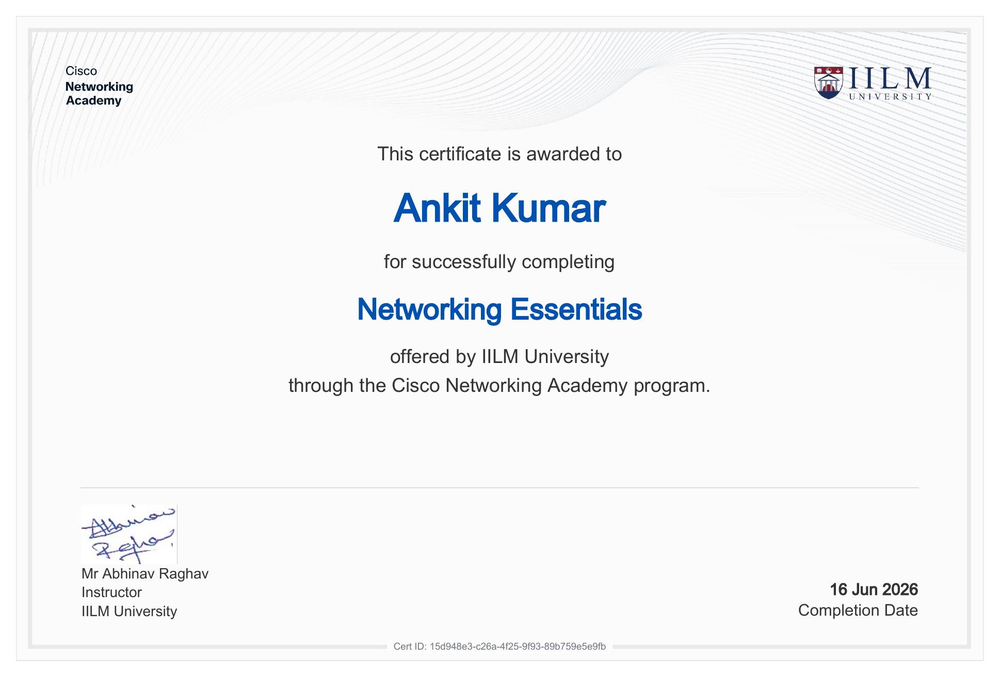 Cisco
Networking
Academy
IILM
UNIVERSITY
This certificate is awarded to
Ankit Kumar
for successfully completing
Networking Essentials
offered by IILM University
through the Cisco Networking Academy program.
Abhinav
Raghav
Mr Abhinav Raghav
Instructor
IILM University
16 Jun 2026
Completion Date
Cert ID: 15d948e3-c26a-4f25-9f93-89b759e5e9fb